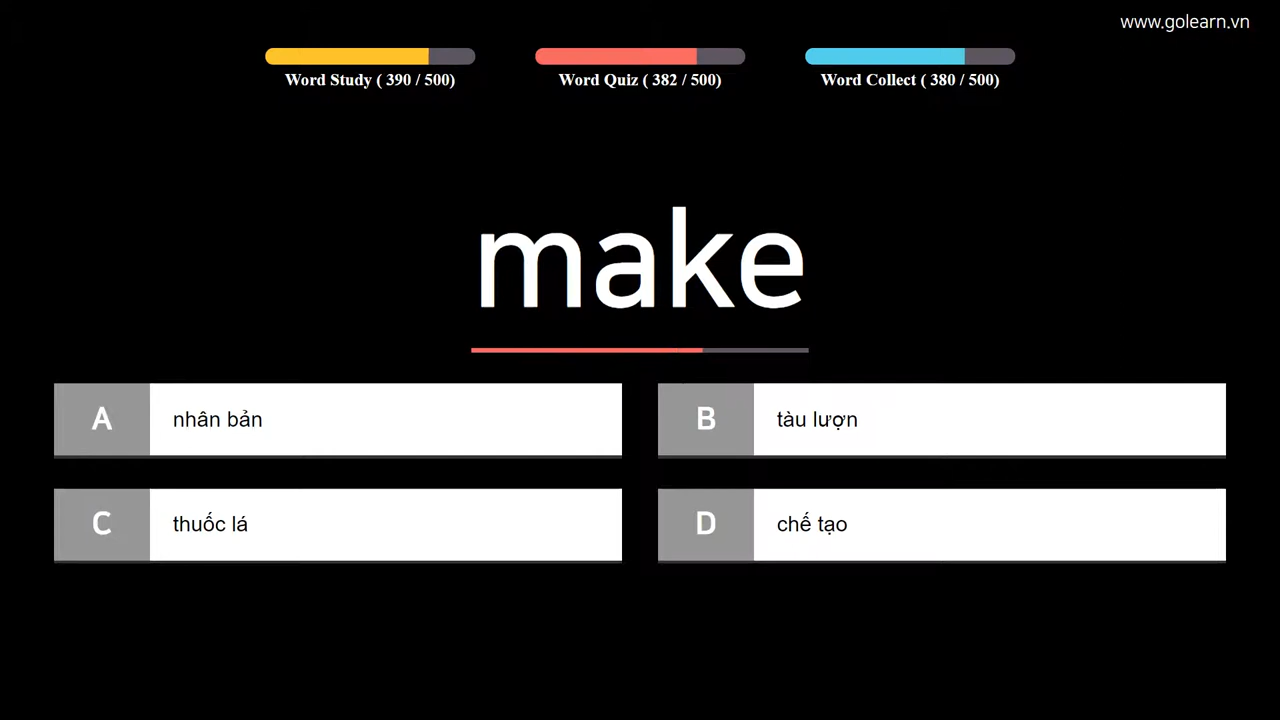 www.golearn.vn
Word Study ( 390 / 500)
Word Quiz ( 382 / 500)
Word Collect ( 380 / 500)
make
A nhân bản
B tàu lượn
C thuốc lá
D chế tạo